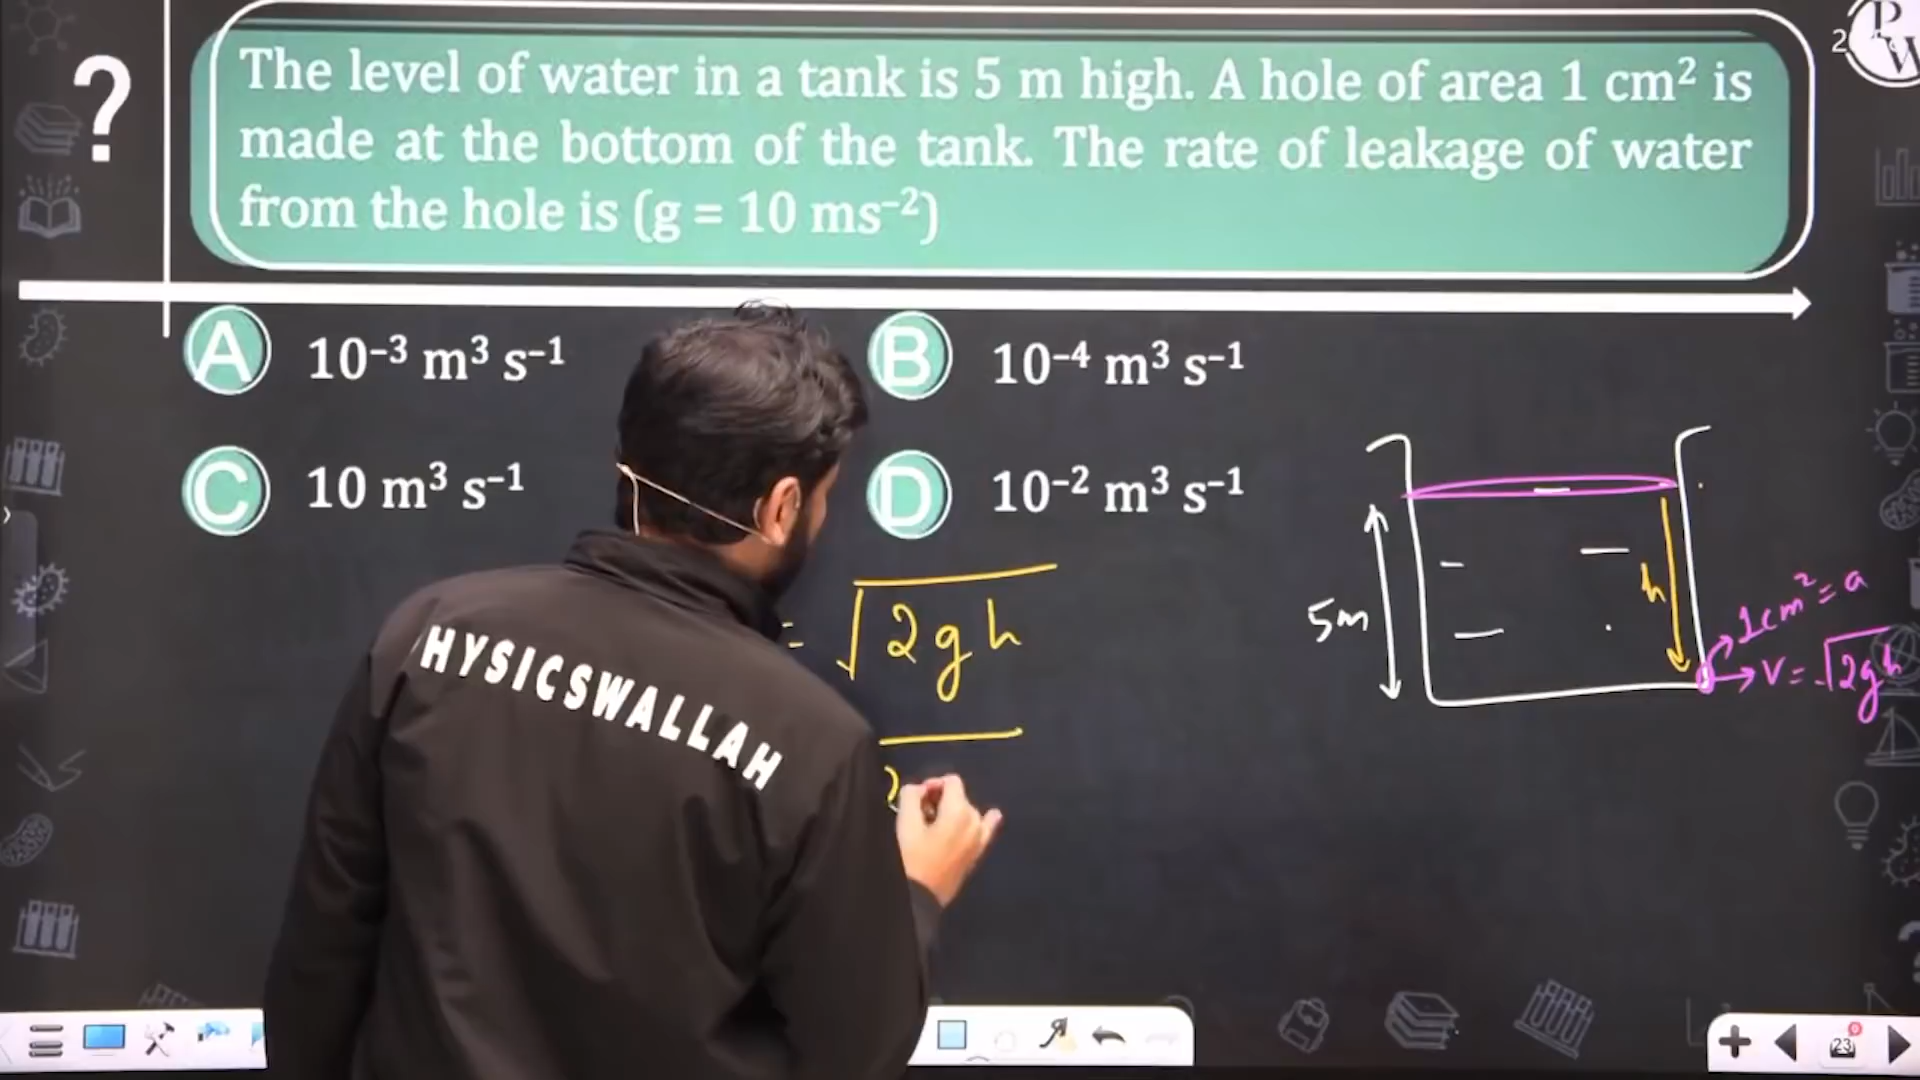 The level of water in a tank is 5 m high. A hole of area 1 cm² is
made at the bottom of the tank. The rate of leakage of water
from the hole is (g = 10 ms⁻²)
?
A 10⁻³ m³ s⁻¹
B 10⁻⁴ m³ s⁻¹
C 10 m³ s⁻¹
D 10⁻² m³ s⁻¹
= √2gh
5m
h
1cm² = a
v = √2gh
HYSICSWALLAH
P
W
23